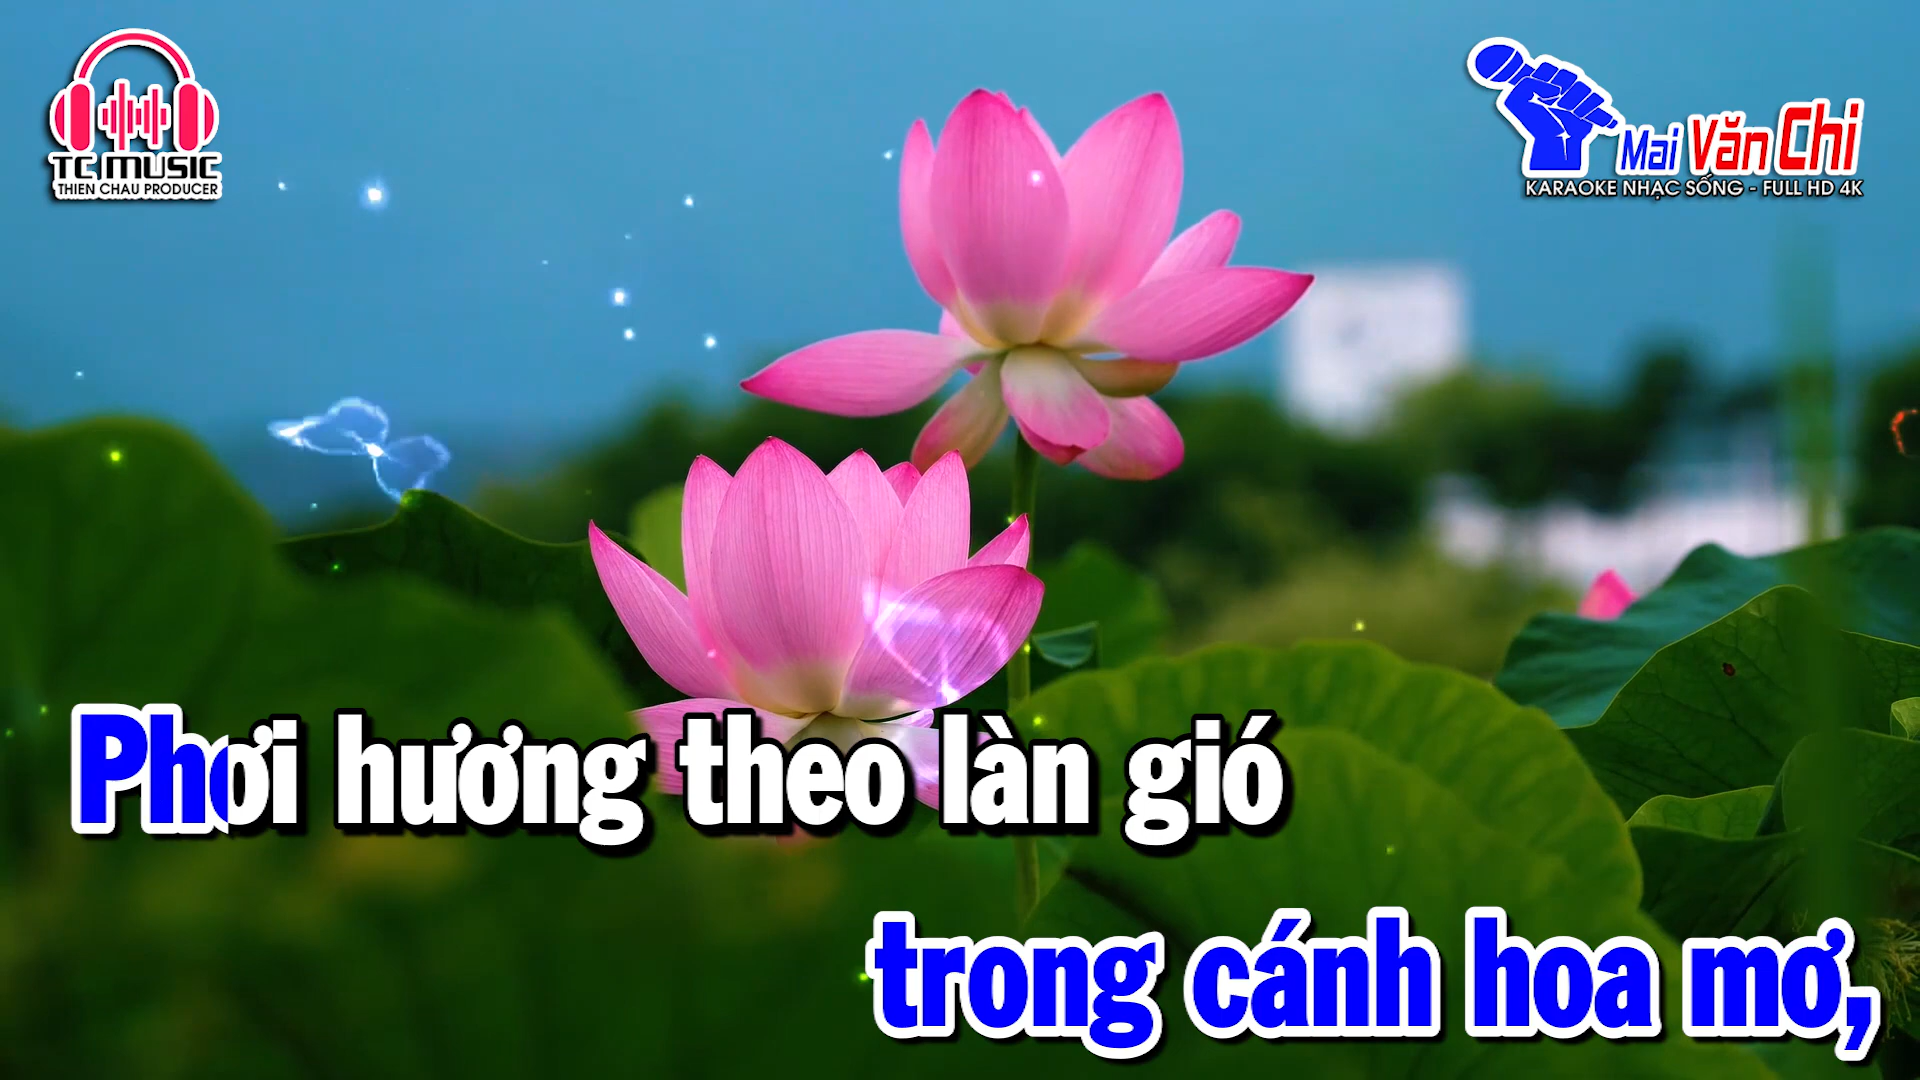 TC MUSIC
THIEN CHAU PRODUCER
Mai Văn Chi
KARAOKE NHẠC SỐNG - FULL HD 4K
Phơi hương theo làn gió
trong cánh hoa mơ,